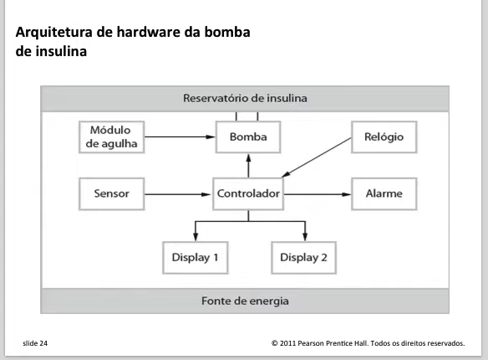 Arquitetura de hardware da bomba
de insulina
Reservatório de insulina
Módulo
de agulha
Bomba
Relógio
Sensor
Controlador
Alarme
Display 1
Display 2
Fonte de energia
slide 24
© 2011 Pearson Prentice Hall. Todos os direitos reservados.